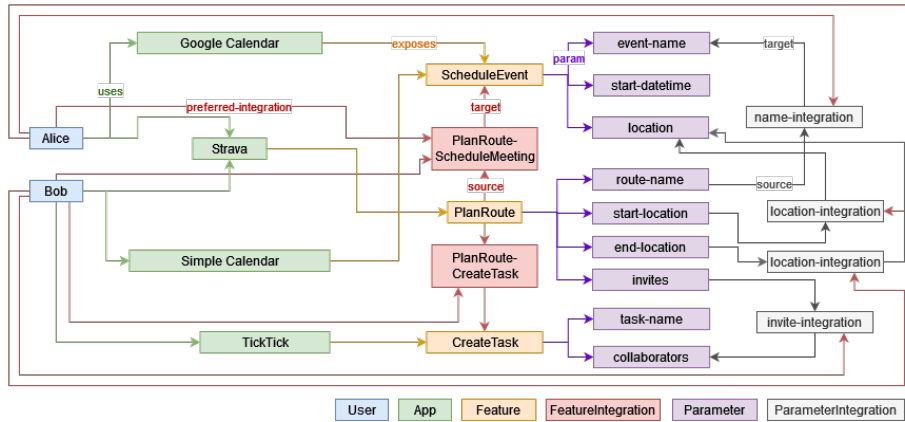 Google Calendar
exposes
event-name
target
uses
ScheduleEvent
param
start-datetime
preferred-integration
target
Alice
Strava
PlanRoute-
ScheduleMeeting
location
name-integration
source
route-name
source
Bob
PlanRoute
start-location
location-integration
Simple Calendar
PlanRoute-
CreateTask
end-location
location-integration
invites
task-name
invite-integration
TickTick
CreateTask
collaborators
User
App
Feature
FeatureIntegration
Parameter
ParameterIntegration